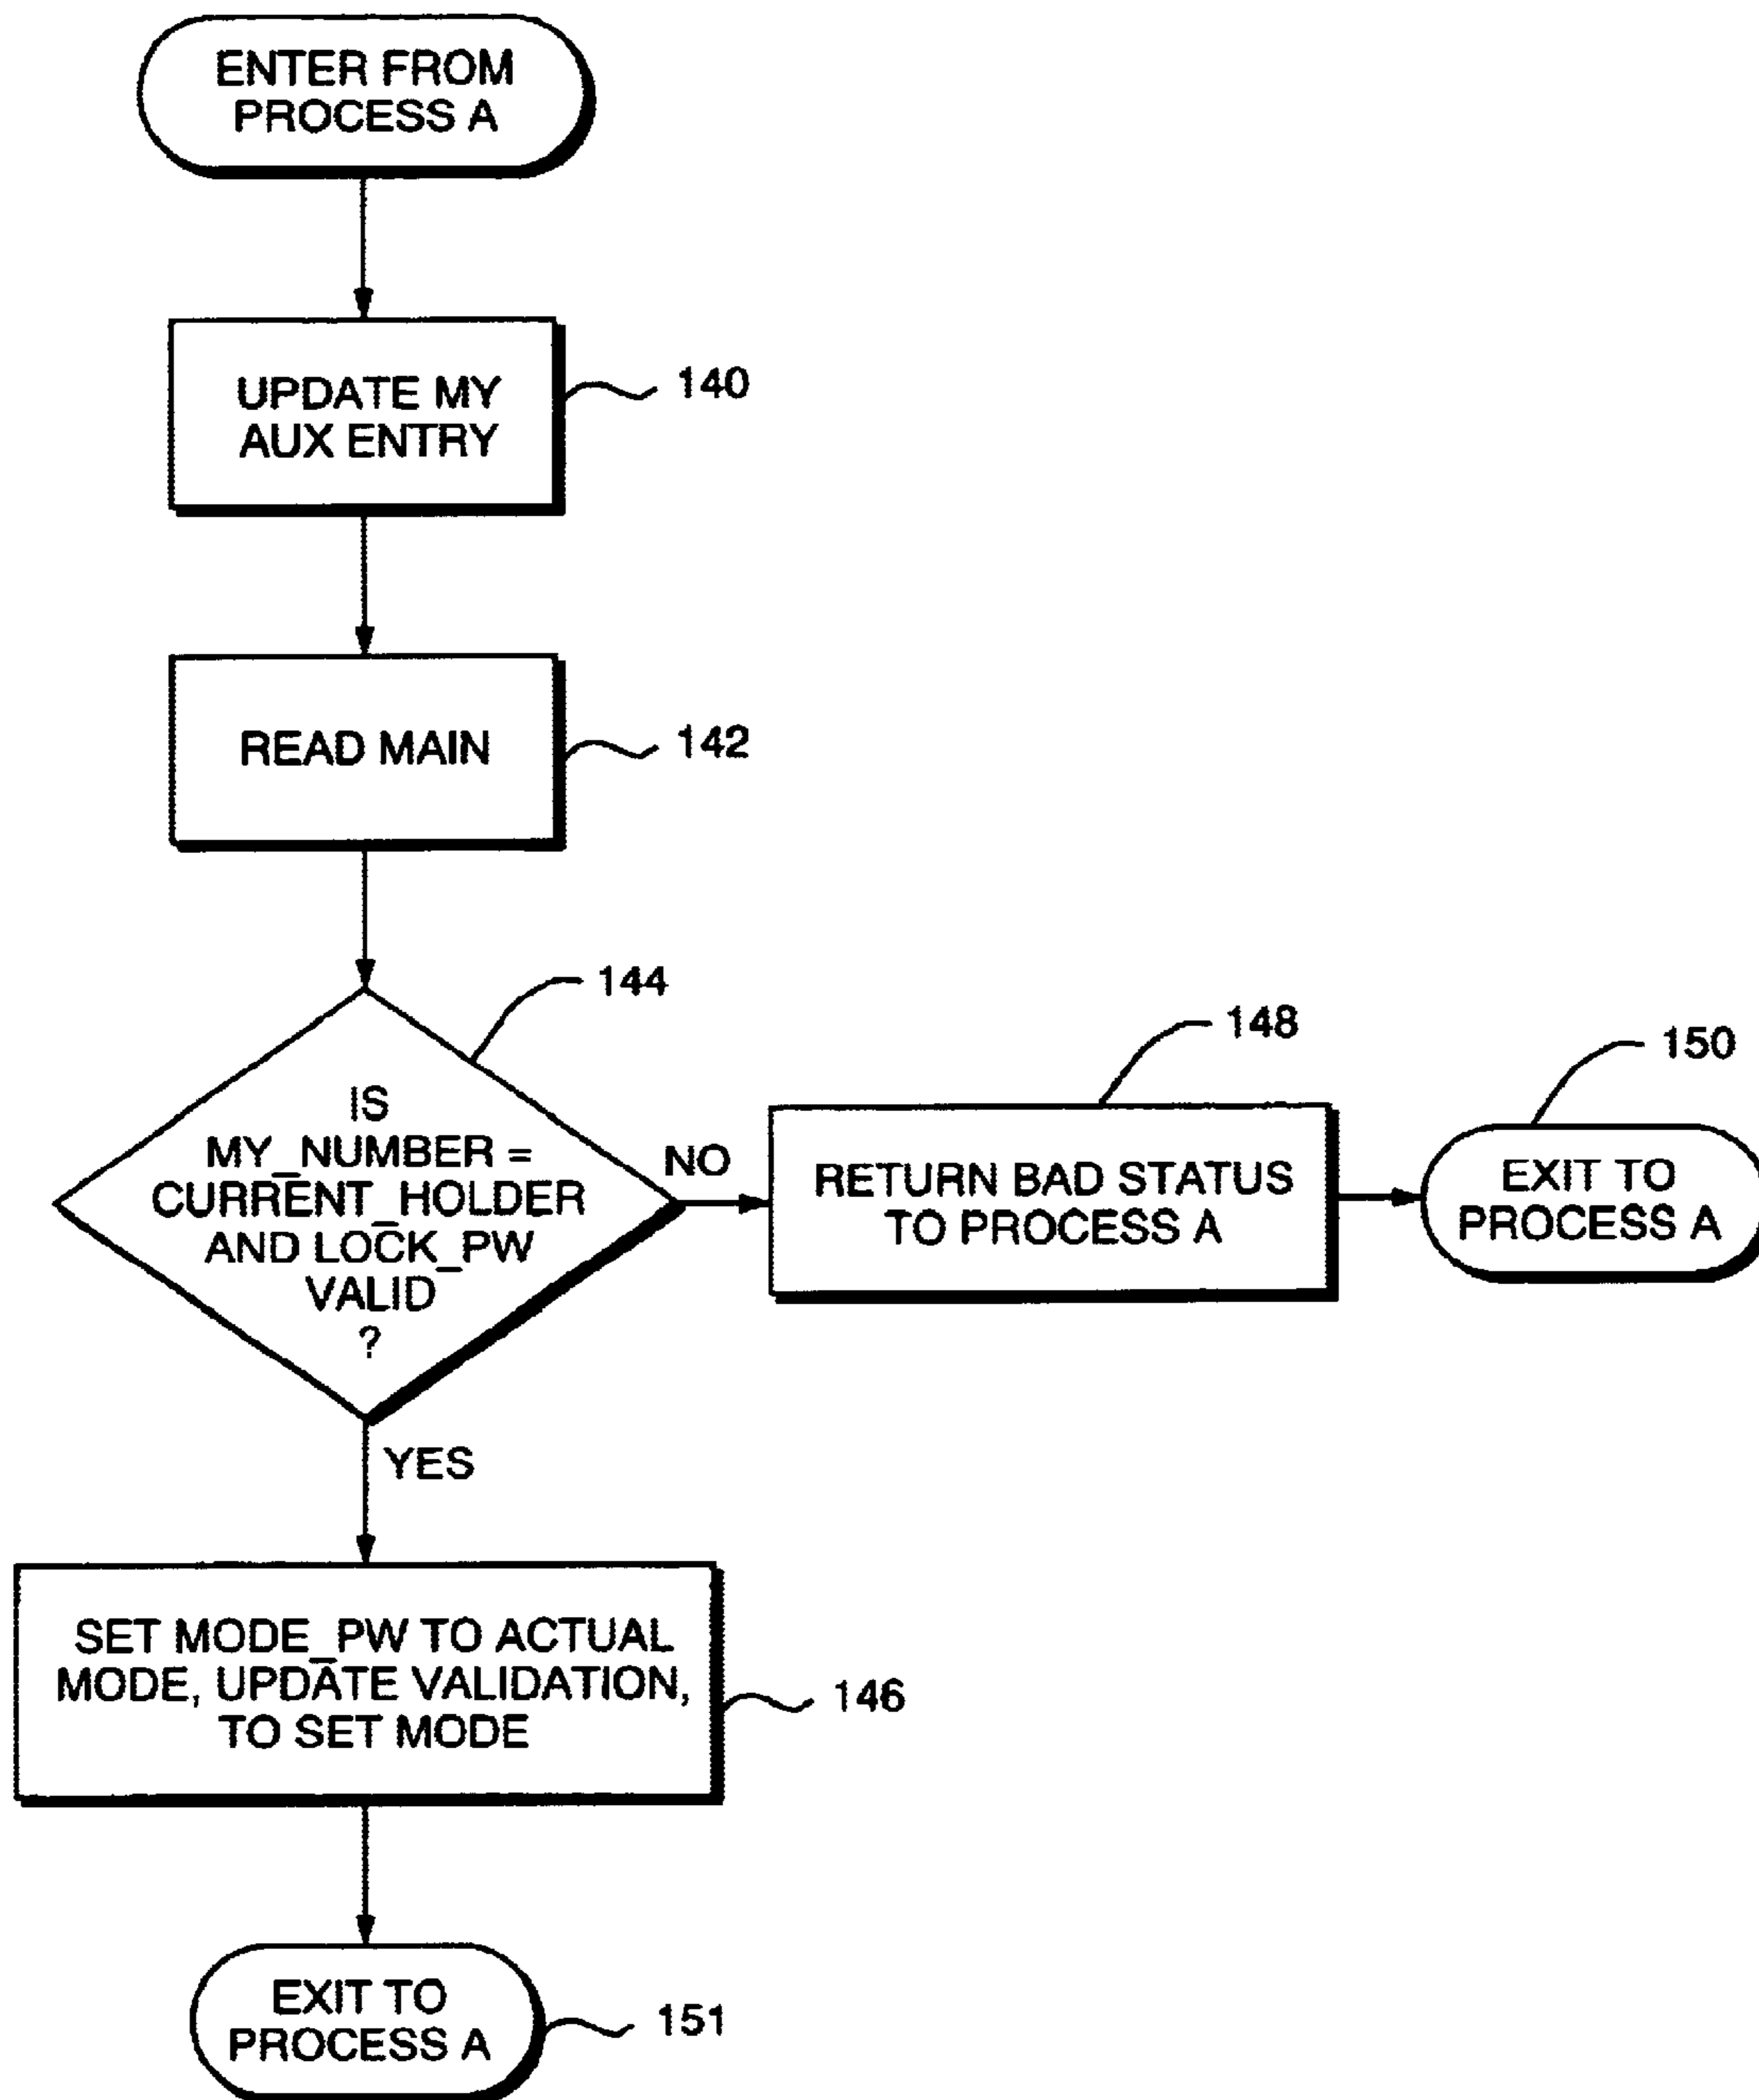 ENTER FROM
PROCESS A
UPDATE MY
AUX ENTRY
140
READ MAIN
142
144
IS
MY_NUMBER =
CURRENT_HOLDER
AND LOCK_PW
VALID
?
NO
148
RETURN BAD STATUS
TO PROCESS A
150
EXIT TO
PROCESS A
YES
SET MODE_PW TO ACTUAL
MODE, UPDATE VALIDATION,
TO SET MODE
146
EXIT TO
PROCESS A
151